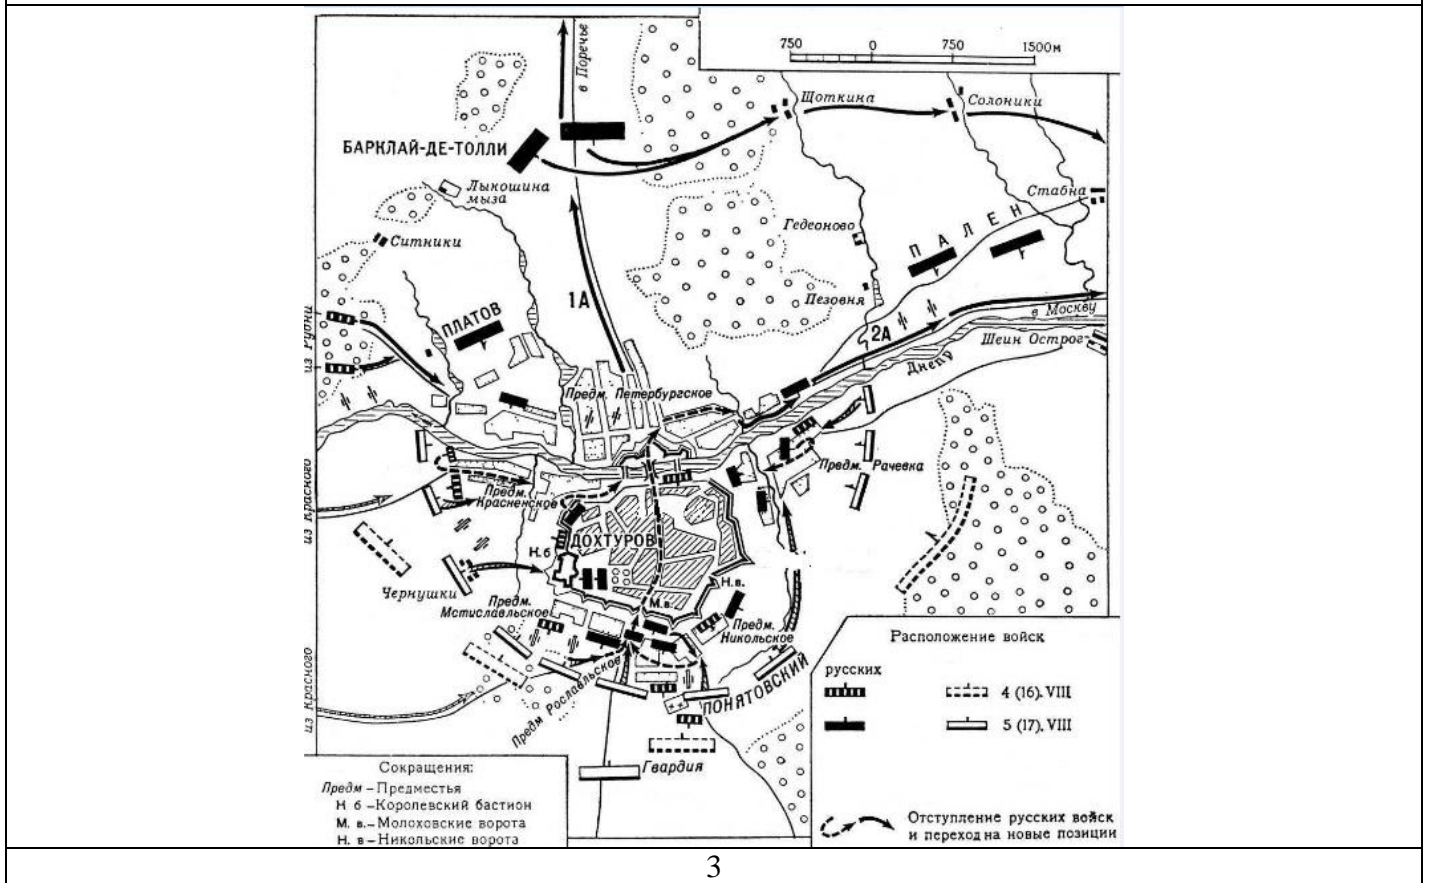 750 0 750 1500м
в Поречье
Щоткина
Солоники
БАРКЛАЙ-ДЕ-ТОЛЛИ
Лыкошина
мыза
Стабна
Ситники
Гедеоново
ПАЛЕН
1А
Пезовня
из Рудни
ПЛАТОВ
в Москву
2А
Шеин Острог
Днепр
Предм. Петербургское
Предм. Рачевка
из Красного
Предм.
Красненское
ДОХТУРОВ
Н. б
Н. в.
Чернушки
Предм.
Мстиславльское
М. в.
Предм.
Никольское
Расположение войск
из Красного
Предм Рославльское
ПОНЯТОВСКИЙ
русских
4 (16). VIII
5 (17). VIII
Гвардия
Сокращения:
Предм – Предместья
Н б – Королевский бастион
М. в. – Молоховские ворота
Н. в – Никольские ворота
Отступление русских войск
и переход на новые позиции
3